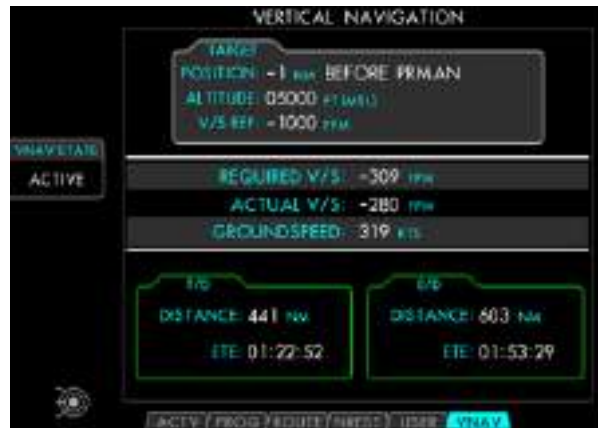 VERTICAL NAVIGATION
TARGET
POSITION: -1 NM BEFORE PRMAN
ALTITUDE: 05000 FT (MSL)
V/S REF: -1000 FPM
VNAV STATE
ACTIVE
REQUIRED V/S: -309 FPM
ACTUAL V/S: -280 FPM
GROUNDSPEED: 319 KTS
DISTANCE: 441 NM
ETE: 01:22:52
DISTANCE: 603 NM
ETE: 01:53:29
ACTV PROG ROUTE NREST USER VNAV